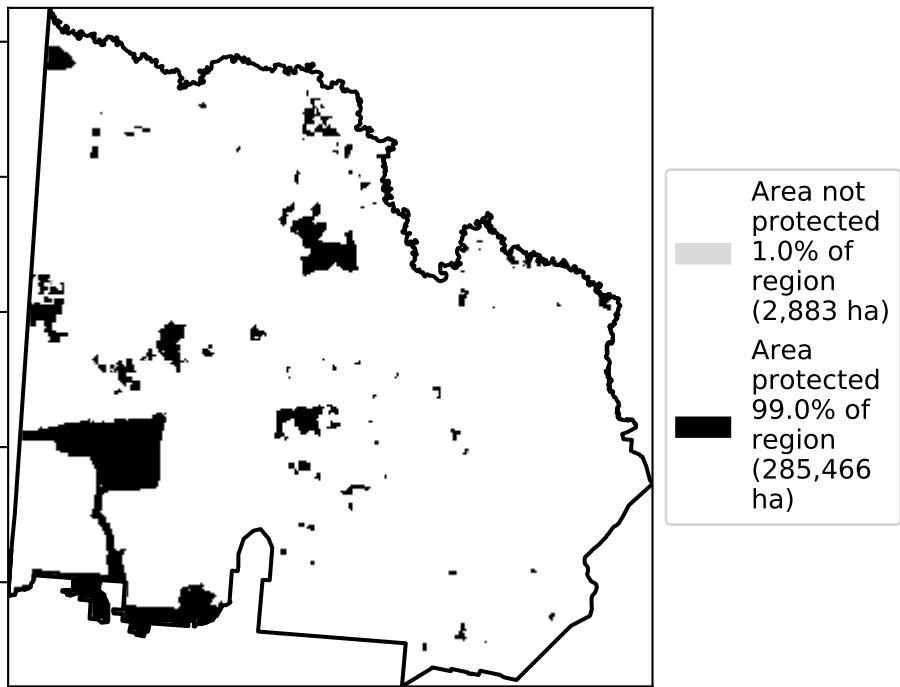 Area not
protected
1.0% of
region
(2,883 ha)
Area
protected
99.0% of
region
(285,466
ha)